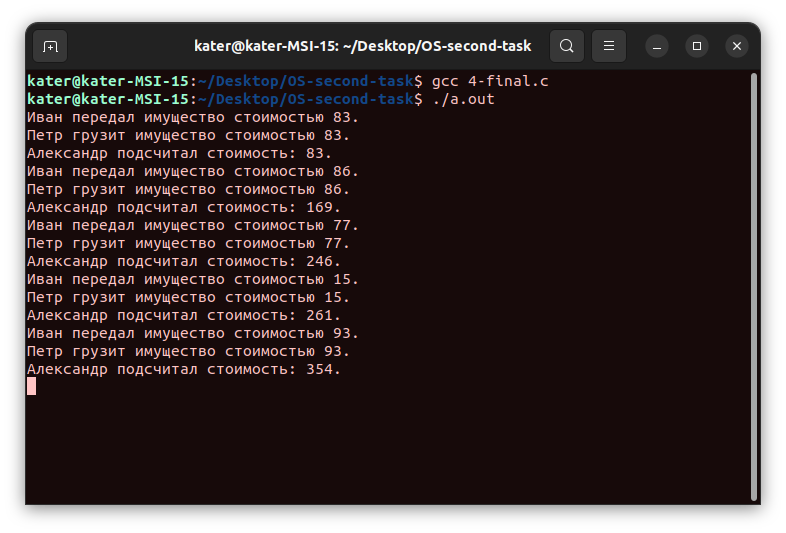 kater@kater-MSI-15: ~/Desktop/OS-second-task
kater@kater-MSI-15:~/Desktop/OS-second-task$ gcc 4-final.c
kater@kater-MSI-15:~/Desktop/OS-second-task$ ./a.out
Иван передал имущество стоимостью 83.
Петр грузит имущество стоимостью 83.
Александр подсчитал стоимость: 83.
Иван передал имущество стоимостью 86.
Петр грузит имущество стоимостью 86.
Александр подсчитал стоимость: 169.
Иван передал имущество стоимостью 77.
Петр грузит имущество стоимостью 77.
Александр подсчитал стоимость: 246.
Иван передал имущество стоимостью 15.
Петр грузит имущество стоимостью 15.
Александр подсчитал стоимость: 261.
Иван передал имущество стоимостью 93.
Петр грузит имущество стоимостью 93.
Александр подсчитал стоимость: 354.